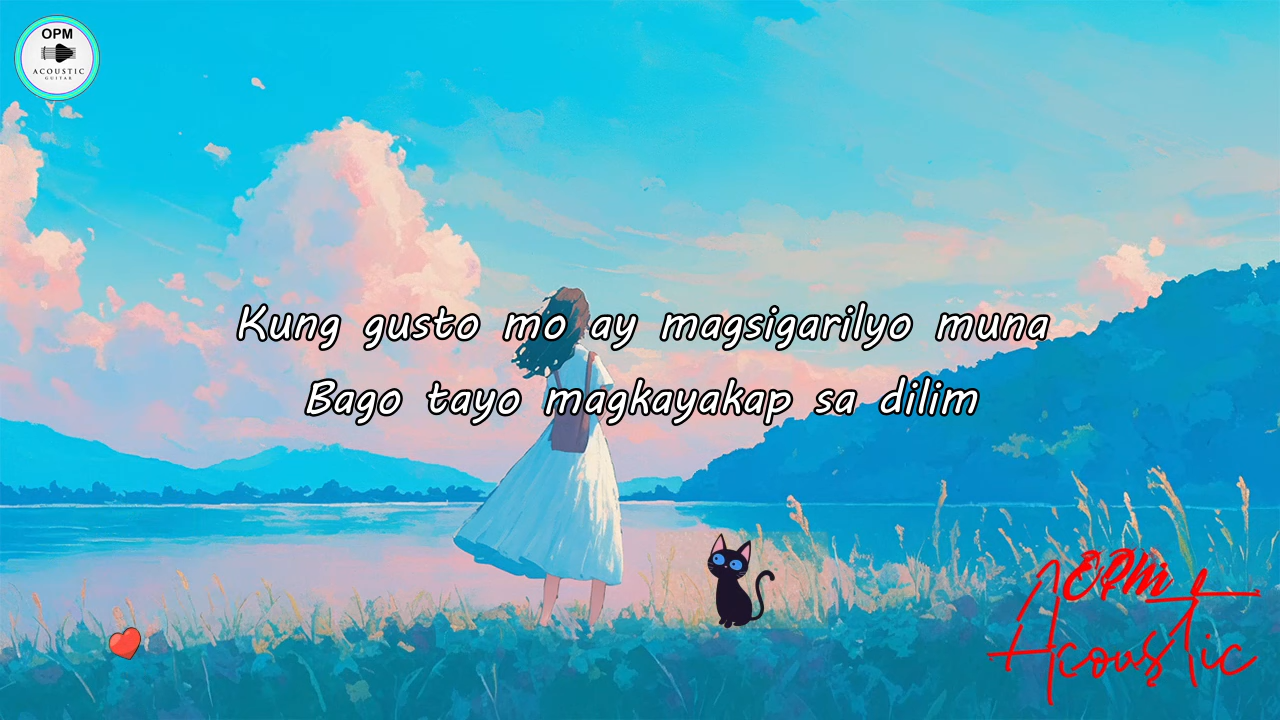 OPM
ACOUSTIC
GUITAR
Kung gusto mo ay magsigarilyo muna
Bago tayo magkayakap sa dilim
OPM
Acoustic